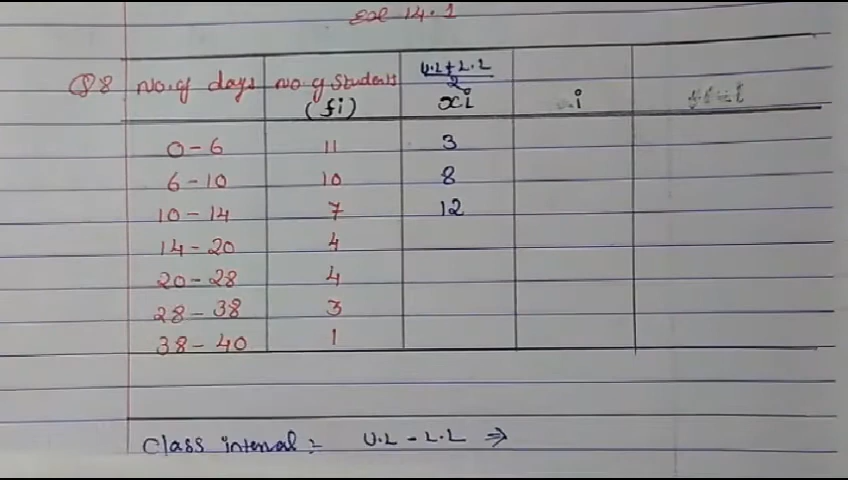 Exe 14.1
Q8 No. of days No. of Students U.L + L.L
2
(fi) xi i
0-6 11 3
6-10 10 8
10-14 7 12
14-20 4
20-28 4
28-38 3
38-40 1
Class interval = U.L - L.L ⇒